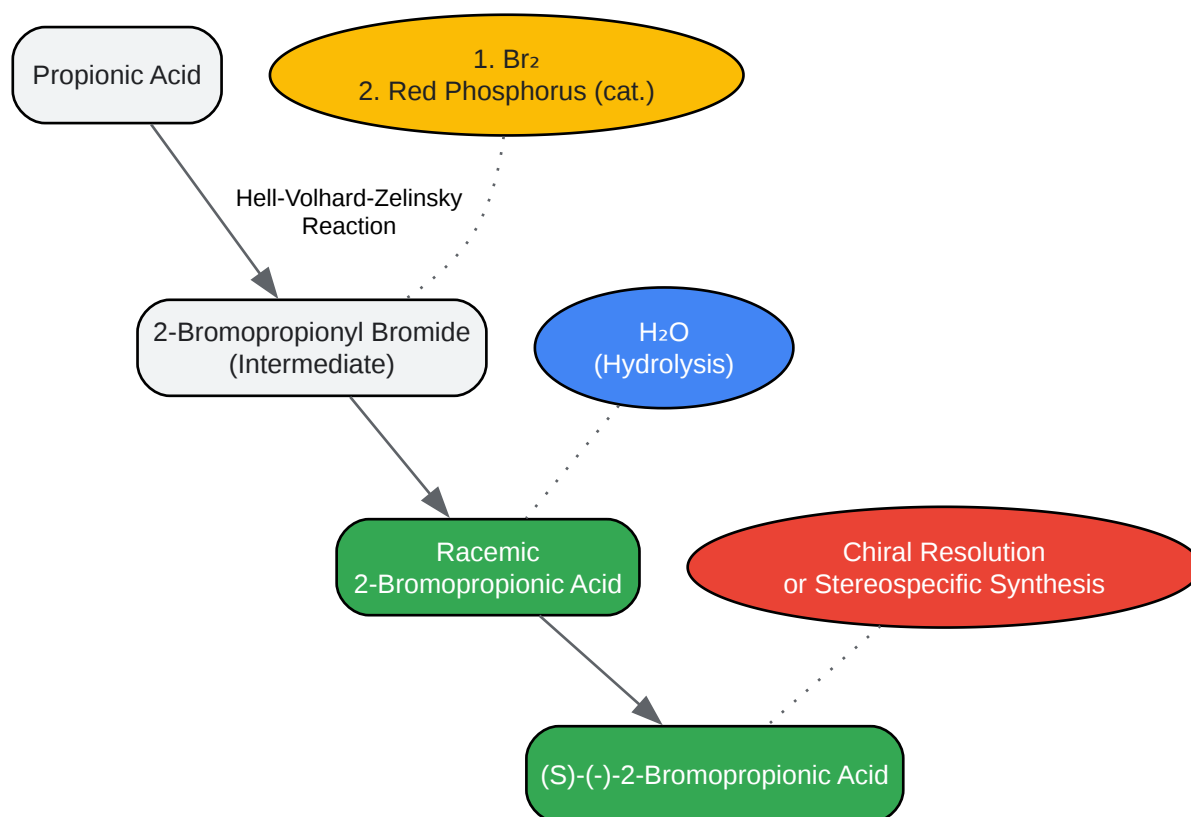 Propionic Acid
1. Br₂
2. Red Phosphorus (cat.)
Hell-Volhard-Zelinsky
Reaction
2-Bromopropionyl Bromide
(Intermediate)
H₂O
(Hydrolysis)
Racemic
2-Bromopropionic Acid
Chiral Resolution
or Stereospecific Synthesis
(S)-(-)-2-Bromopropionic Acid